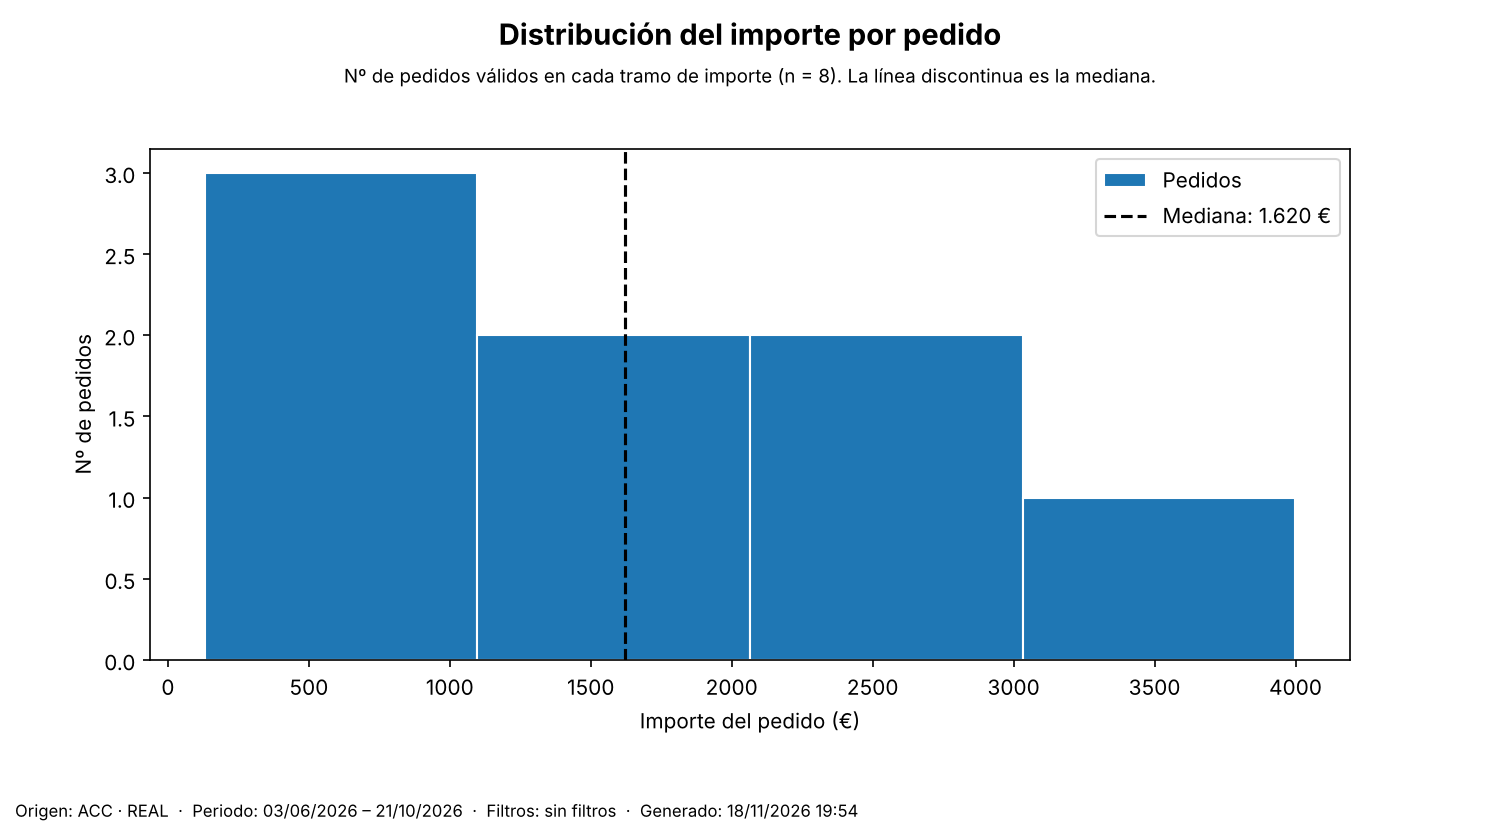 Distribución del importe por pedido
Nº de pedidos válidos en cada tramo de importe (n = 8). La línea discontinua es la mediana.
Pedidos
Mediana: 1.620 €
Nº de pedidos
3.0
2.5
2.0
1.5
1.0
0.5
0.0
0 500 1000 1500 2000 2500 3000 3500 4000
Importe del pedido (€)
Origen: ACC · REAL · Periodo: 03/06/2026 – 21/10/2026 · Filtros: sin filtros · Generado: 18/11/2026 19:54